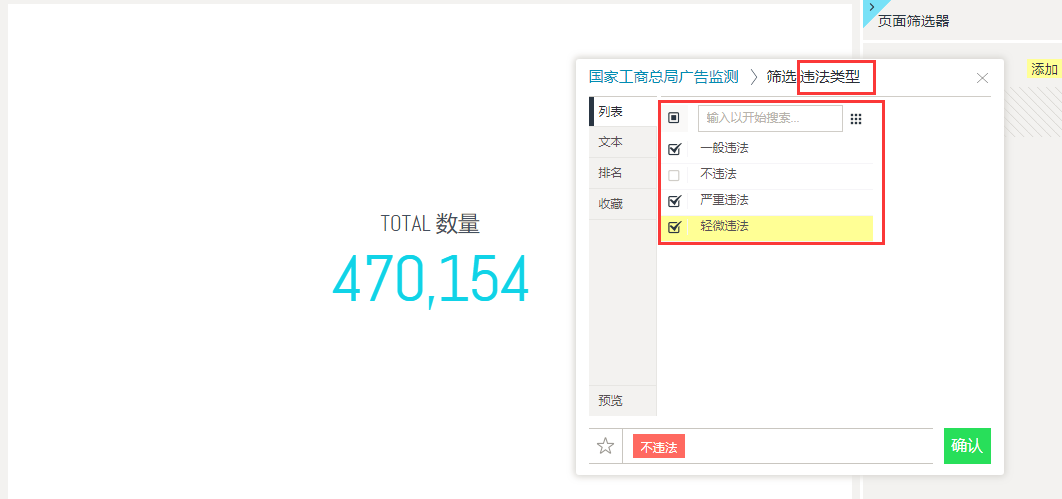 页面筛选器
添加
国家工商总局广告监测 筛选 违法类型
列表
文本
排名
收藏
输入以开始搜索...
一般违法
不违法
严重违法
轻微违法
TOTAL 数量
470,154
预览
不违法
确认